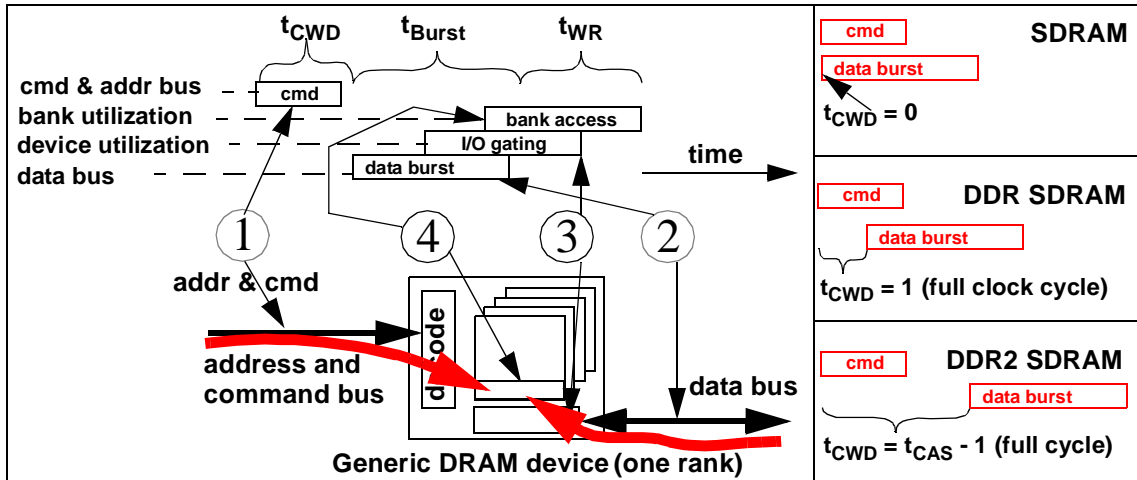 tCWD tBurst tWR
cmd & addr bus
cmd
bank utilization
bank access
device utilization
I/O gating
data bus
data burst
time
1
4
3
2
addr & cmd
decode
address and
command bus
data bus
Generic DRAM device (one rank)
cmd
SDRAM
data burst
tCWD = 0
cmd
DDR SDRAM
data burst
tCWD = 1 (full clock cycle)
cmd
DDR2 SDRAM
data burst
tCWD = tCAS - 1 (full cycle)